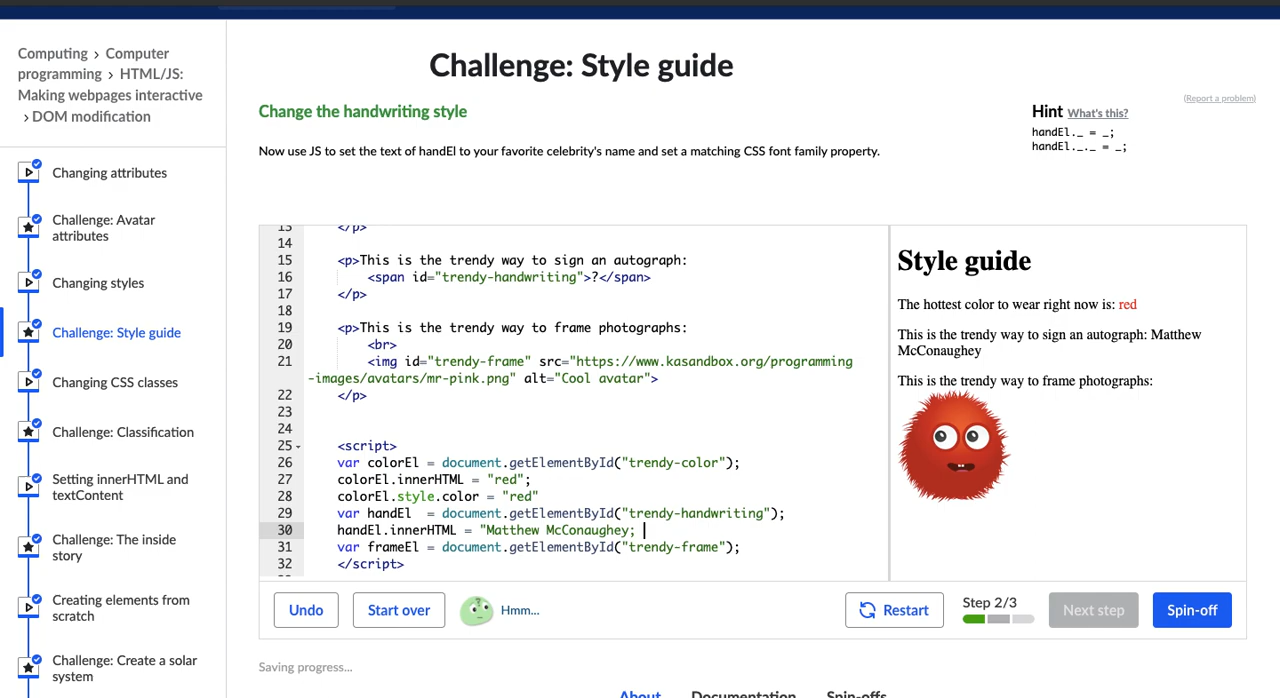 Computing › Computer
programming › HTML/JS:
Making webpages interactive
› DOM modification
Changing attributes
Challenge: Avatar
attributes
Changing styles
Challenge: Style guide
Changing CSS classes
Challenge: Classification
Setting innerHTML and
textContent
Challenge: The inside
story
Creating elements from
scratch
Challenge: Create a solar
system
Challenge: Style guide
Change the handwriting style
Now use JS to set the text of handEl to your favorite celebrity's name and set a matching CSS font family property.
(Report a problem)
Hint What's this?
handEl._ = _;
handEl._._ = _;
13 </p>
14
15 <p>This is the trendy way to sign an autograph:
16 <span id="trendy-handwriting">?</span>
17 </p>
18
19 <p>This is the trendy way to frame photographs:
20 <br>
21 <img id="trendy-frame" src="https://www.kasandbox.org/programming
-images/avatars/mr-pink.png" alt="Cool avatar">
22 </p>
23
24
25 <script>
26 var colorEl = document.getElementById("trendy-color");
27 colorEl.innerHTML = "red";
28 colorEl.style.color = "red"
29 var handEl = document.getElementById("trendy-handwriting");
30 handEl.innerHTML = "Matthew McConaughey;
31 var frameEl = document.getElementById("trendy-frame");
32 </script>
Style guide
The hottest color to wear right now is: red
This is the trendy way to sign an autograph: Matthew
McConaughey
This is the trendy way to frame photographs:
Undo
Start over
Hmm...
Restart
Step 2/3
Next step
Spin-off
Saving progress...
About
Documentation
Spin-offs